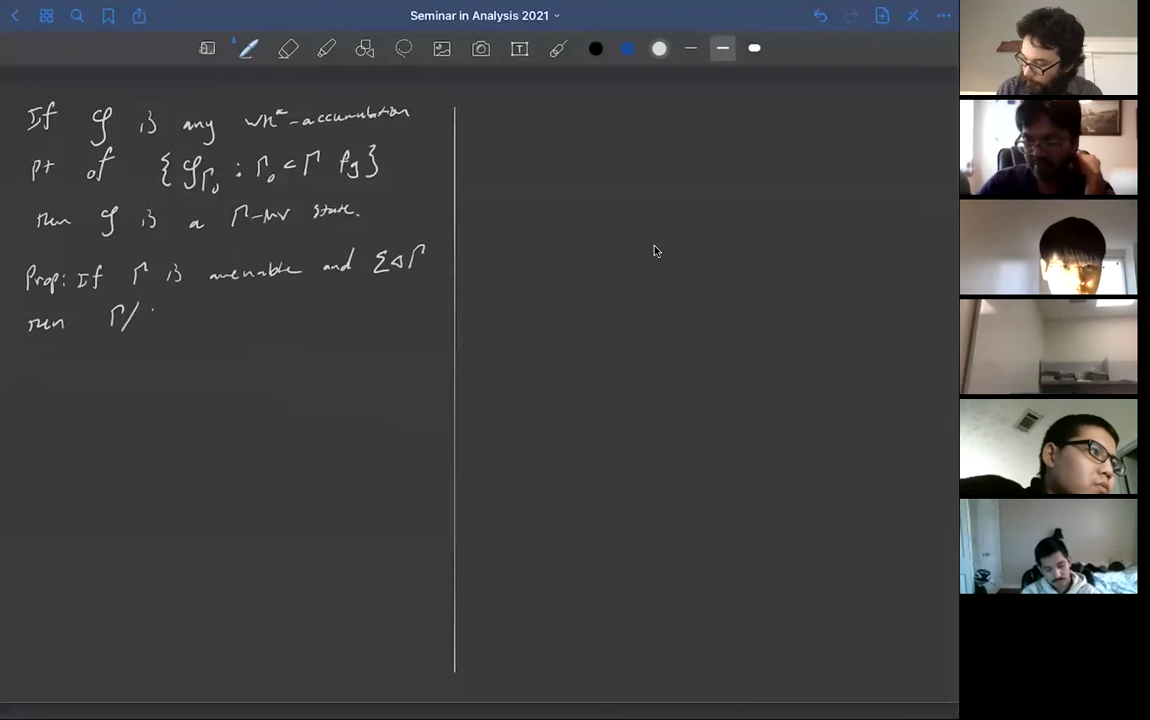 Seminar in Analysis 2021
If φ is any wk*-accumulation
pt of {φ_Γ₀ : Γ₀ < Γ fg}
then φ is a Γ-inv state.
Prop: If Γ is amenable and Σ◁Γ
then Γ/